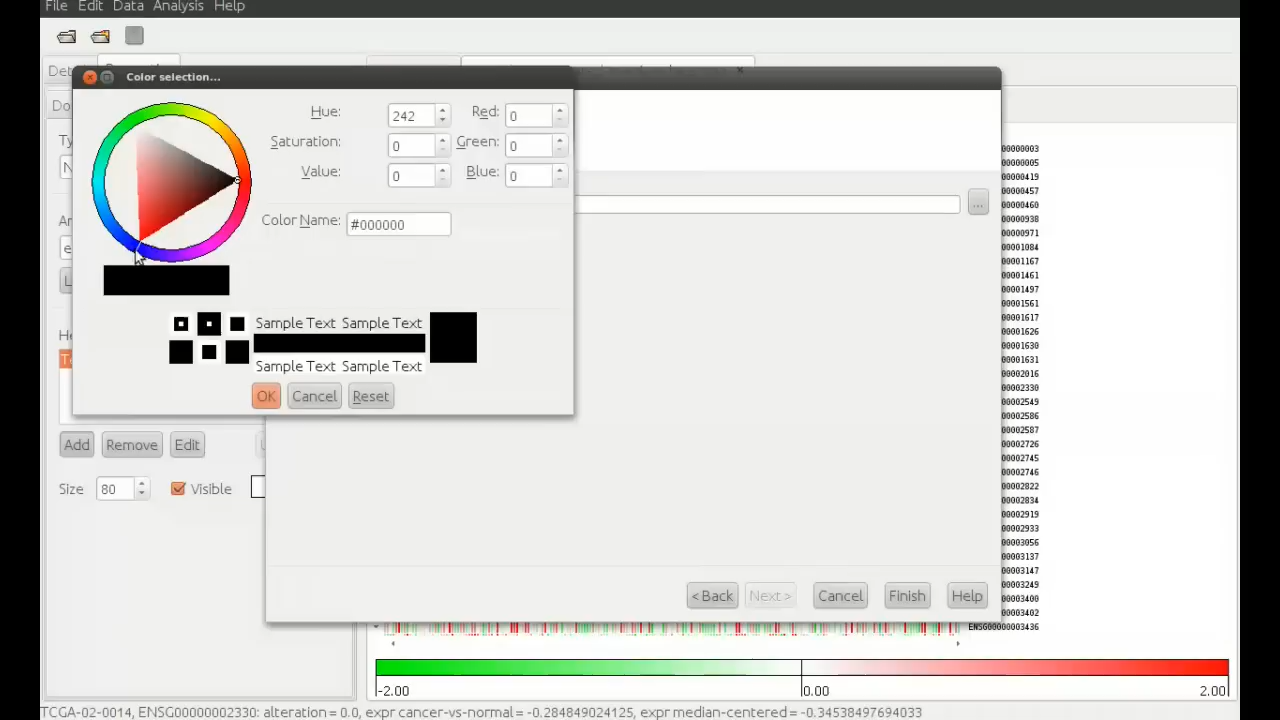 File Edit Data Analysis Help
Color selection...
Hue: 242 Red: 0
Saturation: 0 Green: 0
Value: 0 Blue: 0
Color Name: #000000
...
Sample Text Sample Text
Sample Text Sample Text
OK Cancel Reset
Add Remove Edit
Size 80 Visible
< Back Next > Cancel Finish Help
00000003
00000005
00000419
00000457
00000460
00000938
00000971
00001084
00001167
00001461
00001497
00001561
00001617
00001626
00001630
00001631
00002016
00002330
00002549
00002586
00002587
00002726
00002745
00002746
00002822
00002834
00002919
00002933
00003056
00003137
00003147
00003249
00003400
00003402
ENSG00000003436
-2.00 0.00 2.00
TCGA-02-0014, ENSG00000002330: alteration = 0.0, expr cancer-vs-normal = -0.284849024125, expr median-centered = -0.34538497694033